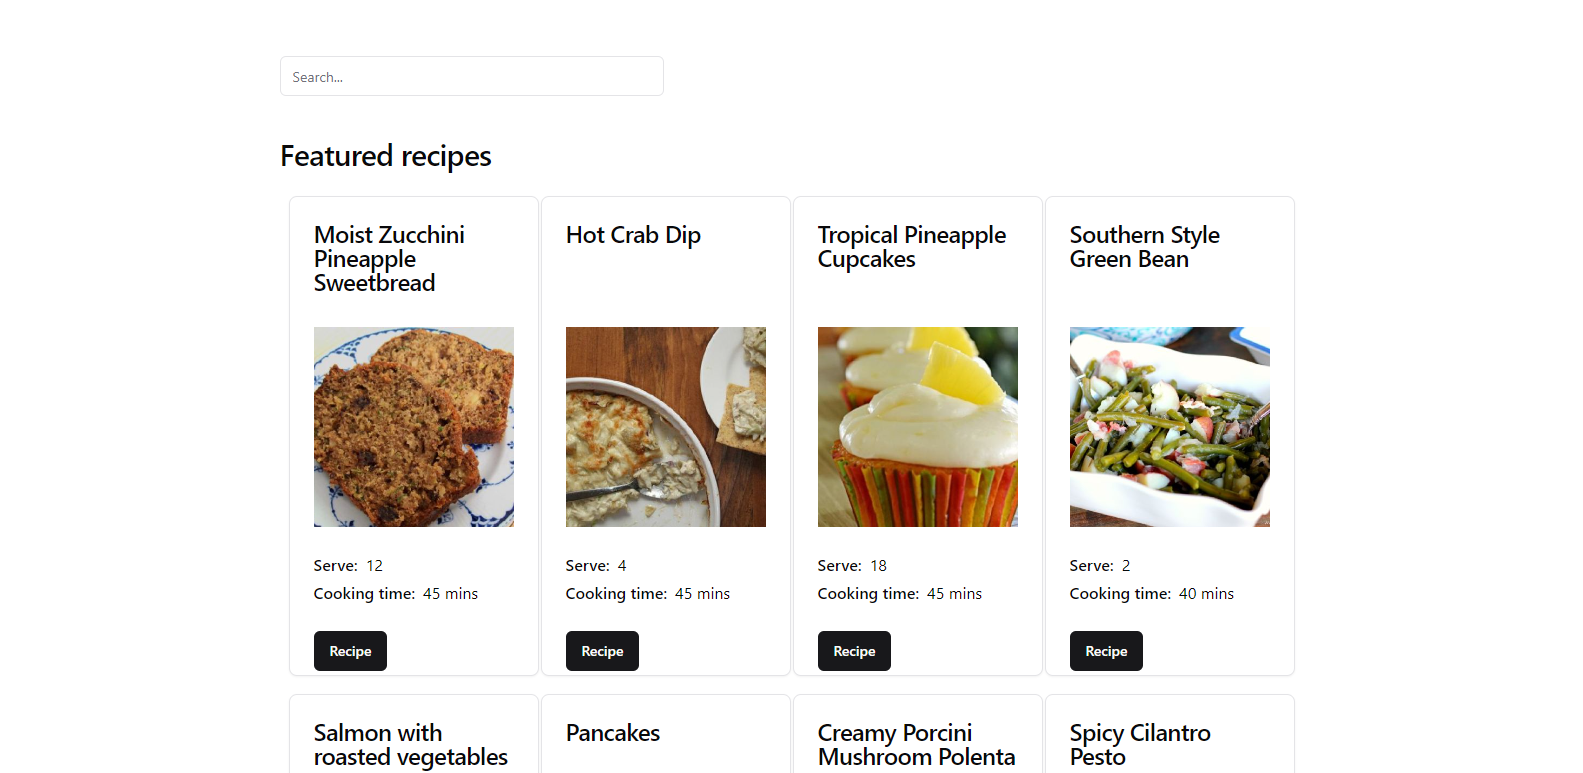 Search...
Featured recipes
Moist Zucchini
Pineapple
Sweetbread
Serve: 12
Cooking time: 45 mins
Recipe
Hot Crab Dip
Serve: 4
Cooking time: 45 mins
Recipe
Tropical Pineapple
Cupcakes
Serve: 18
Cooking time: 45 mins
Recipe
Southern Style
Green Bean
Serve: 2
Cooking time: 40 mins
Recipe
Salmon with
roasted vegetables
Pancakes
Creamy Porcini
Mushroom Polenta
Spicy Cilantro
Pesto